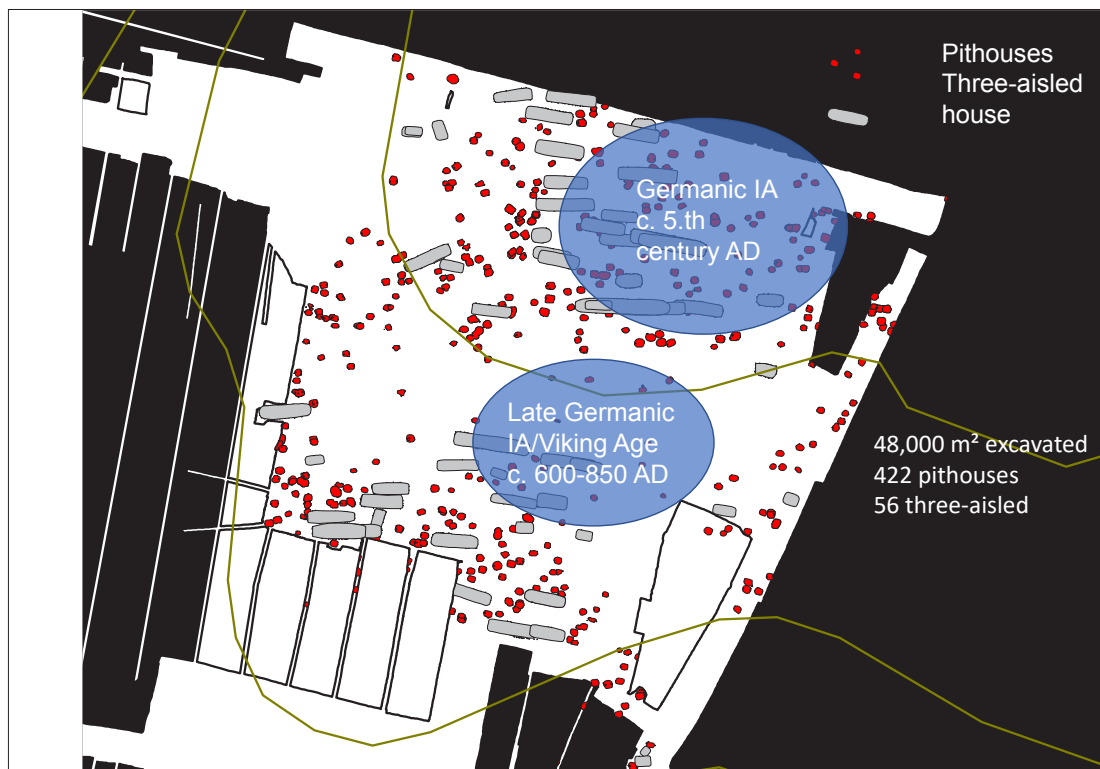 Pithouses
Three-aisled
house
Germanic IA
c. 5.th
century AD
Late Germanic
IA/Viking Age
c. 600-850 AD
48,000 m² excavated
422 pithouses
56 three-aisled